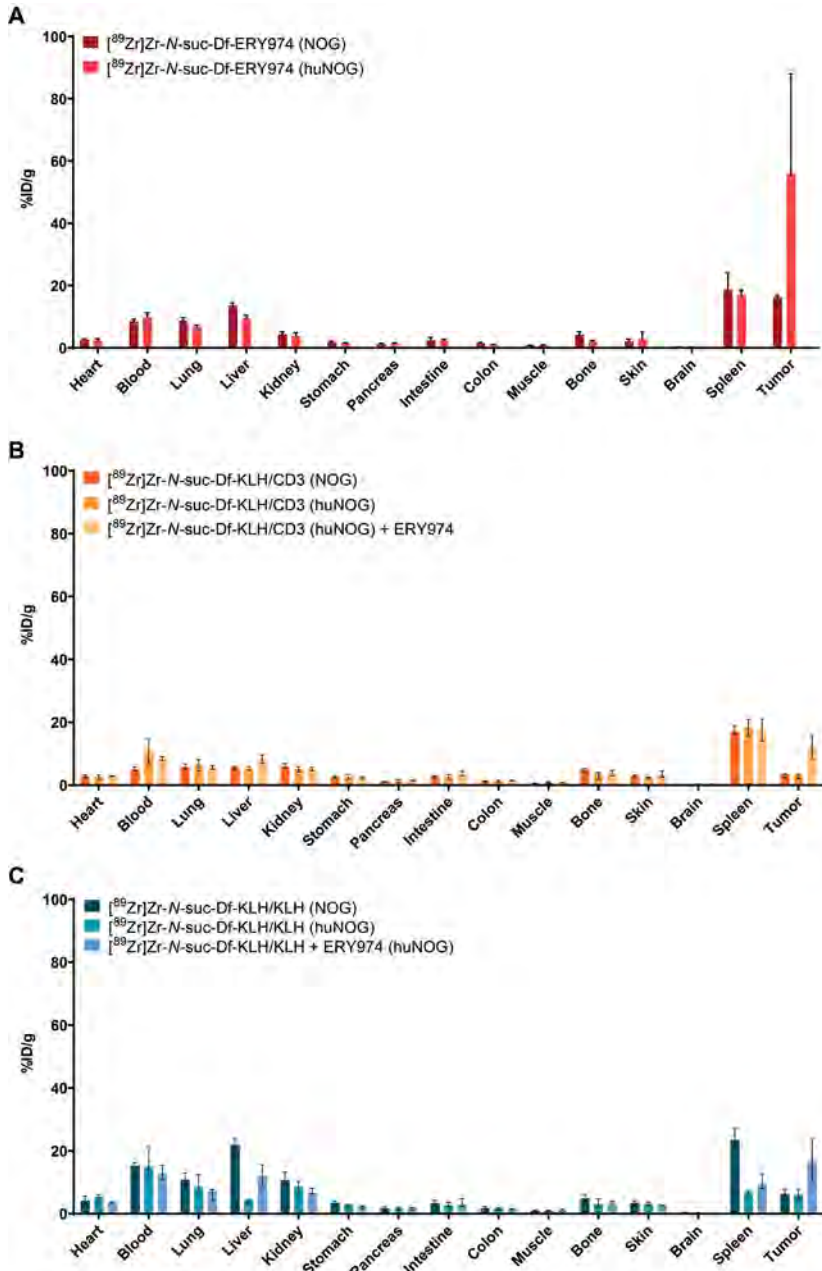 A
[89Zr]Zr-N-suc-Df-ERY974 (NOG)
[89Zr]Zr-N-suc-Df-ERY974 (huNOG)
100
80
60
40
20
0
%ID/g
Heart Blood Lung Liver Kidney Stomach Pancreas Intestine Colon Muscle Bone Skin Brain Spleen Tumor
B
[89Zr]Zr-N-suc-Df-KLH/CD3 (NOG)
[89Zr]Zr-N-suc-Df-KLH/CD3 (huNOG)
[89Zr]Zr-N-suc-Df-KLH/CD3 (huNOG) + ERY974
100
80
60
40
20
0
%ID/g
Heart Blood Lung Liver Kidney Stomach Pancreas Intestine Colon Muscle Bone Skin Brain Spleen Tumor
C
[89Zr]Zr-N-suc-Df-KLH/KLH (NOG)
[89Zr]Zr-N-suc-Df-KLH/KLH (huNOG)
[89Zr]Zr-N-suc-Df-KLH/KLH + ERY974 (huNOG)
100
80
60
40
20
0
%ID/g
Heart Blood Lung Liver Kidney Stomach Pancreas Intestine Colon Muscle Bone Skin Brain Spleen Tumor